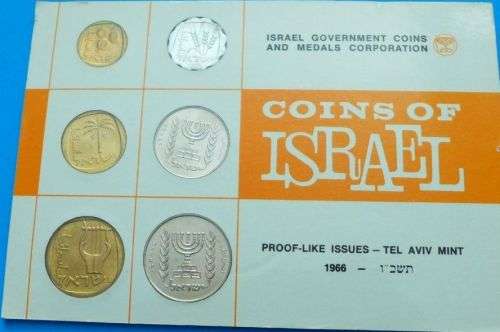 ISRAEL GOVERNMENT COINS
AND MEDALS CORPORATION
COINS OF
ISRAEL
PROOF-LIKE ISSUES – TEL AVIV MINT
1966 – תשכ"ו